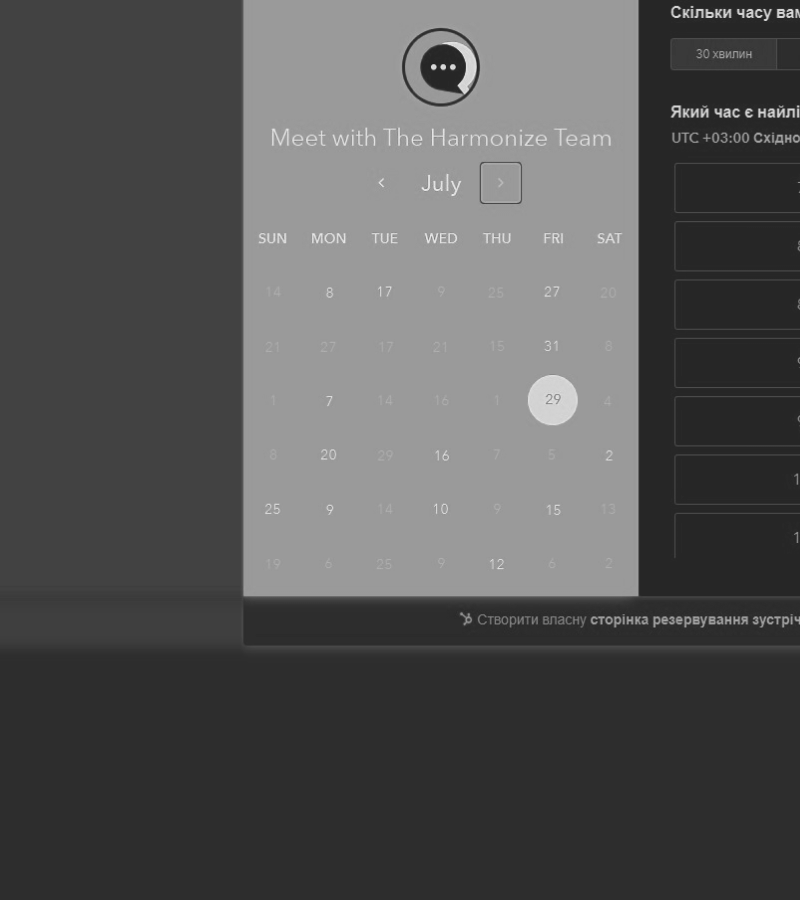 Скільки часу вам
30 хвилин
Який час є найлі
UTC +03:00 Східно
Meet with The Harmonize Team
‹ July ›
SUN MON TUE WED THU FRI SAT
14 8 17 9 25 27 20
21 27 17 21 15 31 8
1 7 14 16 1 29 4
8 20 29 16 7 5 2
25 9 14 10 9 15 13
19 6 25 9 12 6 2
Створити власну сторінка резервування зустріч